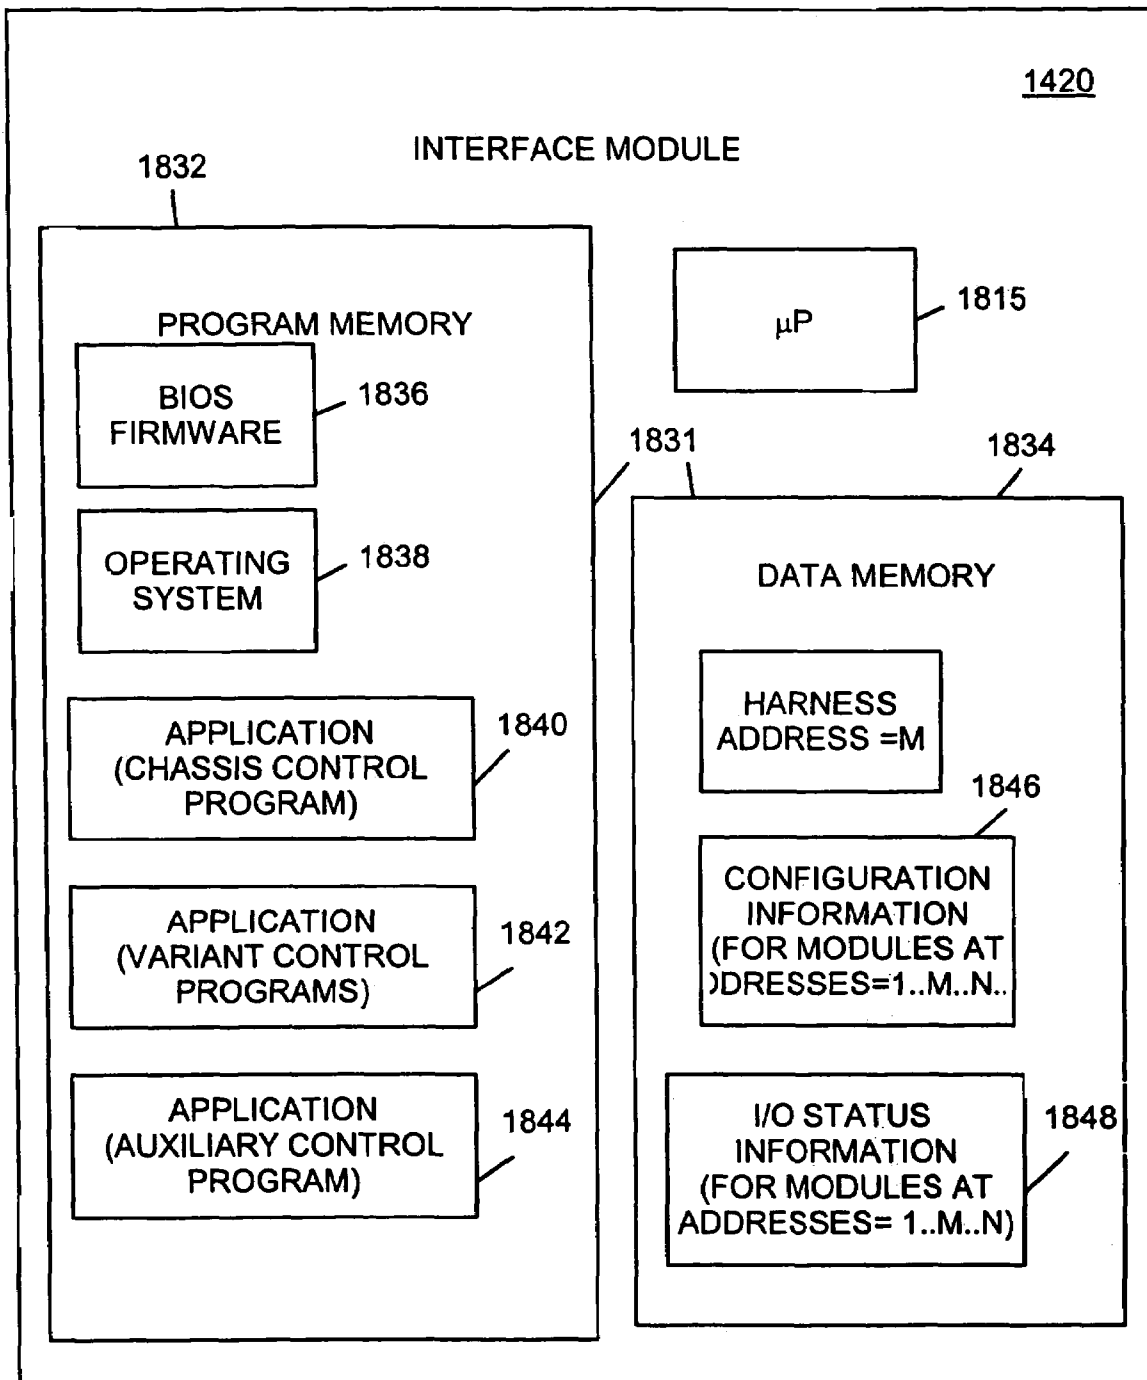 1420
INTERFACE MODULE
1832
PROGRAM MEMORY
BIOS
FIRMWARE
1836
OPERATING
SYSTEM
1838
APPLICATION
(CHASSIS CONTROL
PROGRAM)
1840
APPLICATION
(VARIANT CONTROL
PROGRAMS)
1842
APPLICATION
(AUXILIARY CONTROL
PROGRAM)
1844
µP
1815
1831
1834
DATA MEMORY
HARNESS
ADDRESS =M
1846
CONFIGURATION
INFORMATION
(FOR MODULES AT
DDRESSES=1..M..N..
I/O STATUS
INFORMATION
(FOR MODULES AT
ADDRESSES= 1..M..N)
1848